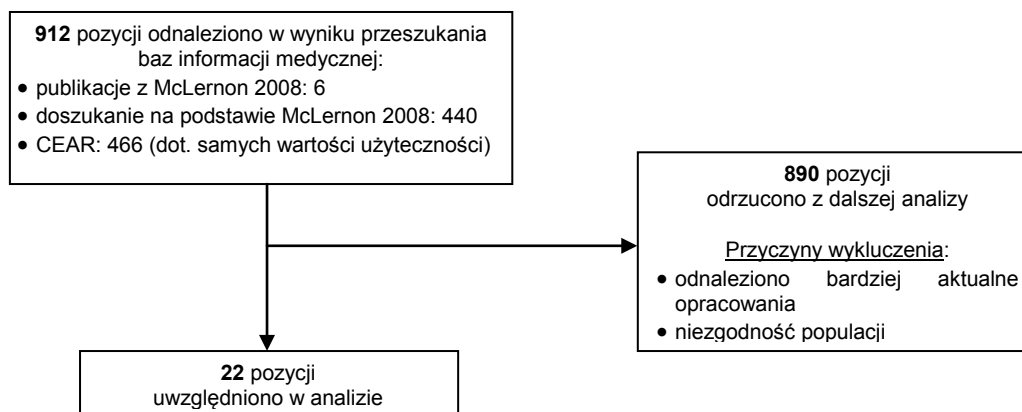 912 pozycji odnaleziono w wyniku przeszukania
baz informacji medycznej:
• publikacje z McLernon 2008: 6
• doszukanie na podstawie McLernon 2008: 440
• CEAR: 466 (dot. samych wartości użyteczności)
890 pozycji
odrzucono z dalszej analizy
Przyczyny wykluczenia:
• odnaleziono bardziej aktualne
opracowania
• niezgodność populacji
22 pozycji
uwzględniono w analizie